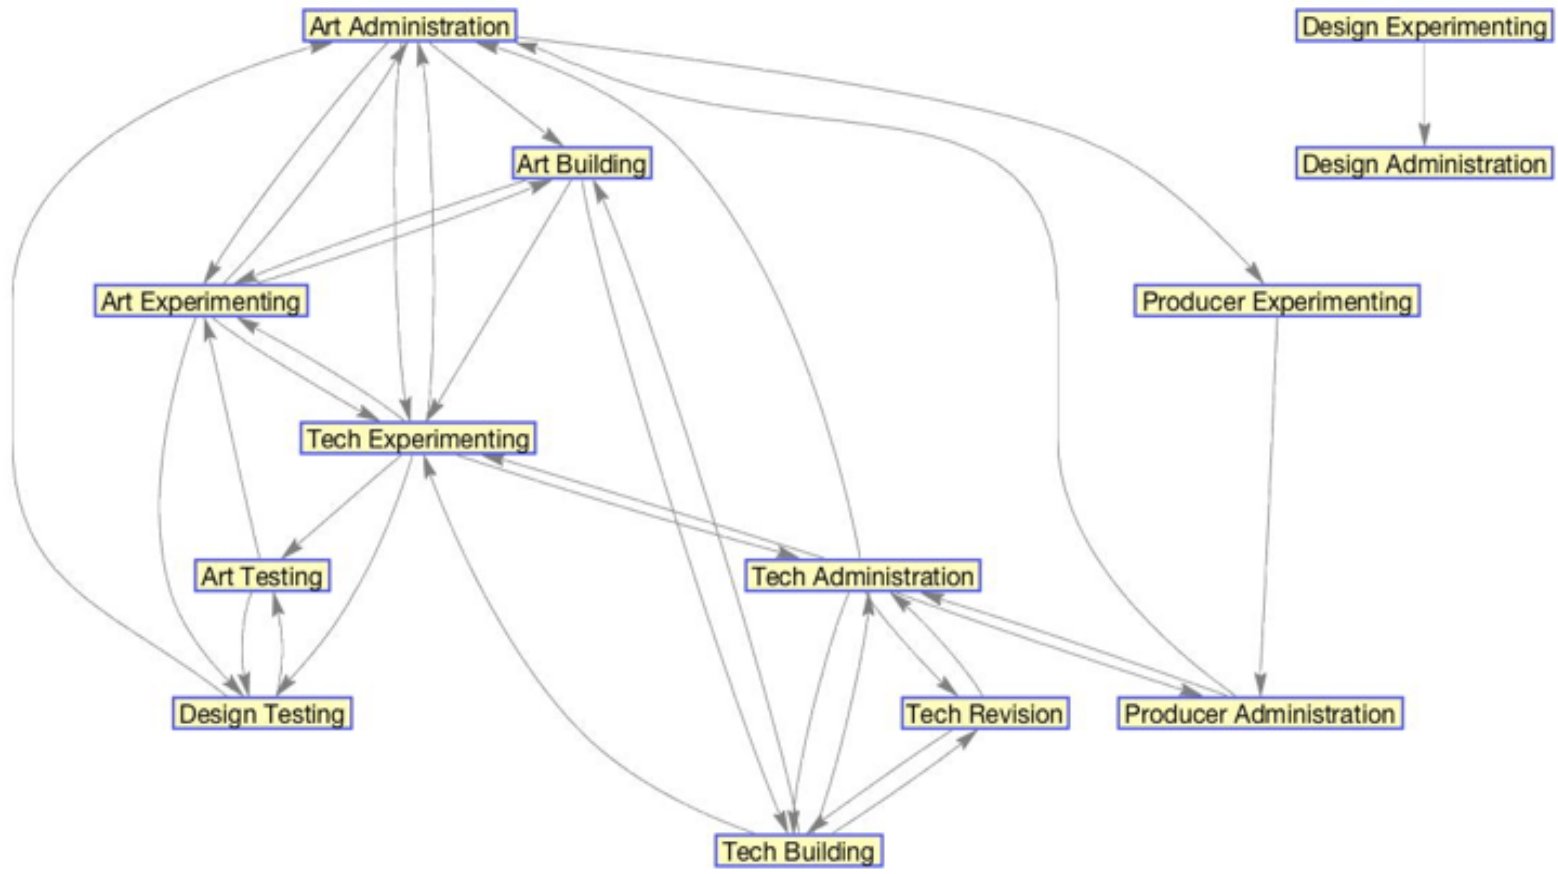 Art Administration
Design Experimenting
Art Building
Design Administration
Art Experimenting
Producer Experimenting
Tech Experimenting
Art Testing
Tech Administration
Design Testing
Tech Revision
Producer Administration
Tech Building